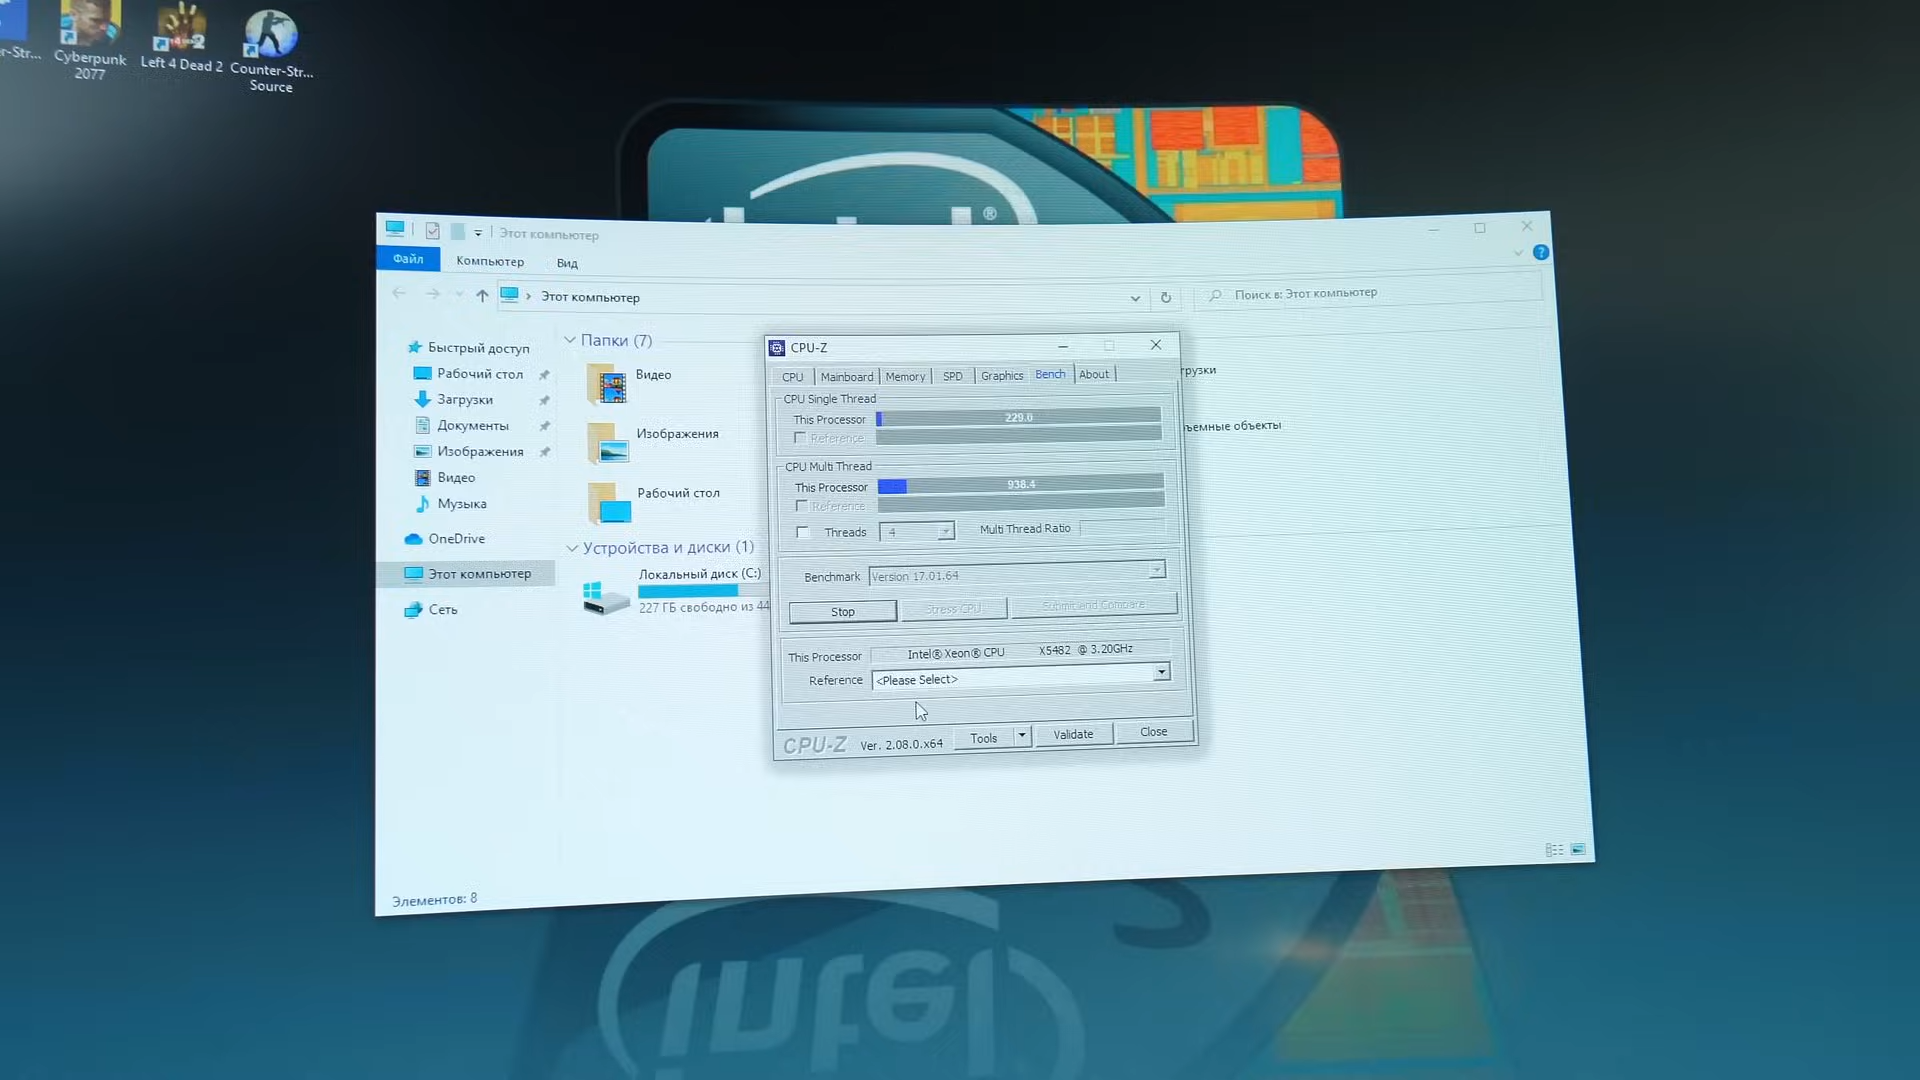 r-Str...
Cyberpunk
2077
Left 4 Dead 2
Counter-Str...
Source
®
Этот компьютер
Файл
Компьютер
Вид
Этот компьютер
Поиск в: Этот компьютер
Быстрый доступ
Рабочий стол
Загрузки
Документы
Изображения
Видео
Музыка
OneDrive
Этот компьютер
Сеть
Папки (7)
Видео
Изображения
Рабочий стол
Устройства и диски (1)
Локальный диск (C:)
227 ГБ свободно из 44
рузки
ъемные объекты
CPU-Z
CPU
Mainboard
Memory
SPD
Graphics
Bench
About
CPU Single Thread
This Processor
229.0
Reference
CPU Multi Thread
This Processor
938.4
Reference
Threads
4
Multi Thread Ratio
Benchmark
Version 17.01.64
Stop
Stress CPU
Submit and Compare
This Processor
Intel® Xeon® CPU X5482 @ 3.20GHz
Reference
<Please Select>
CPU-Z
Ver. 2.08.0.x64
Tools
Validate
Close
Элементов: 8
intel